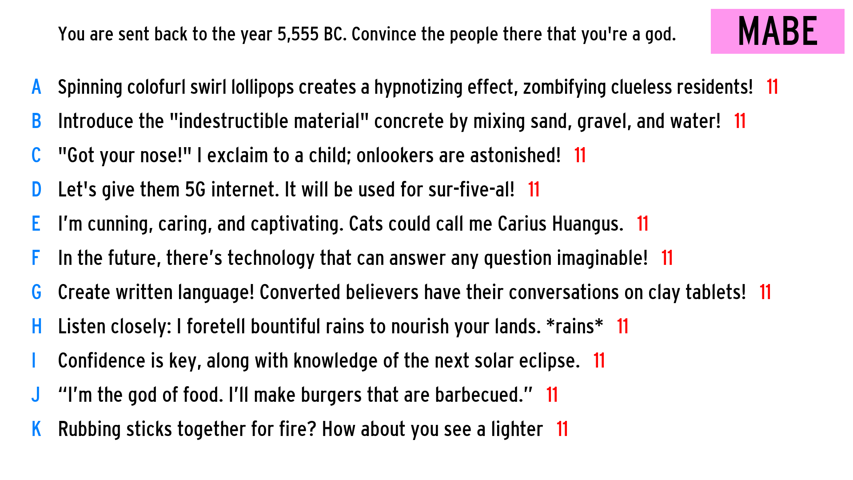 You are sent back to the year 5,555 BC. Convince the people there that you're a god.
MABE
A Spinning colofurl swirl lollipops creates a hypnotizing effect, zombifying clueless residents! 11
B Introduce the "indestructible material" concrete by mixing sand, gravel, and water! 11
C "Got your nose!" I exclaim to a child; onlookers are astonished! 11
D Let's give them 5G internet. It will be used for sur-five-al! 11
E I’m cunning, caring, and captivating. Cats could call me Carius Huangus. 11
F In the future, there’s technology that can answer any question imaginable! 11
G Create written language! Converted believers have their conversations on clay tablets! 11
H Listen closely: I foretell bountiful rains to nourish your lands. *rains* 11
I Confidence is key, along with knowledge of the next solar eclipse. 11
J “I’m the god of food. I’ll make burgers that are barbecued.” 11
K Rubbing sticks together for fire? How about you see a lighter 11